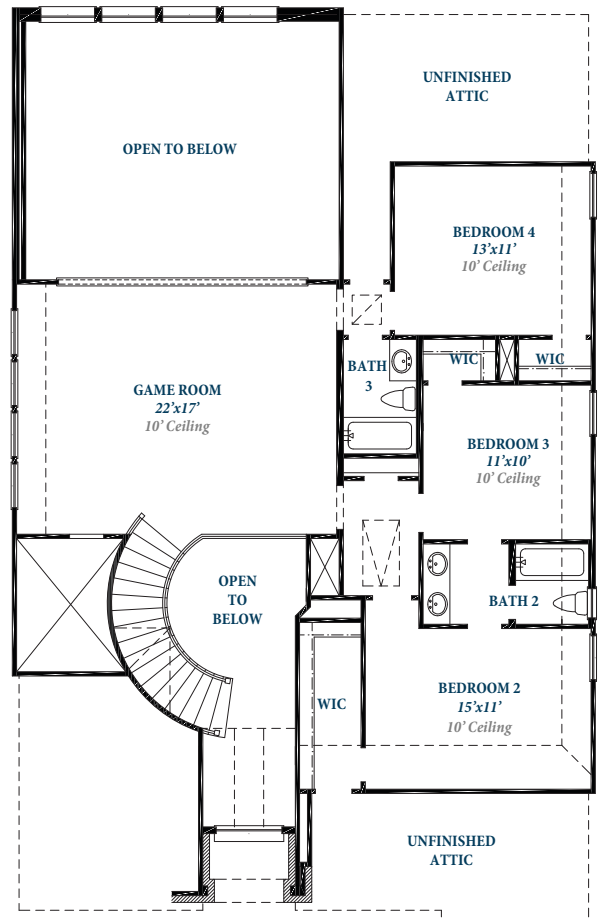 UNFINISHED
ATTIC
OPEN TO BELOW
BEDROOM 4
13'x11'
10' Ceiling
WIC
WIC
BATH
3
GAME ROOM
22'x17'
10' Ceiling
BEDROOM 3
11'x10'
10' Ceiling
OPEN
TO
BELOW
BATH 2
WIC
BEDROOM 2
15'x11'
10' Ceiling
UNFINISHED
ATTIC